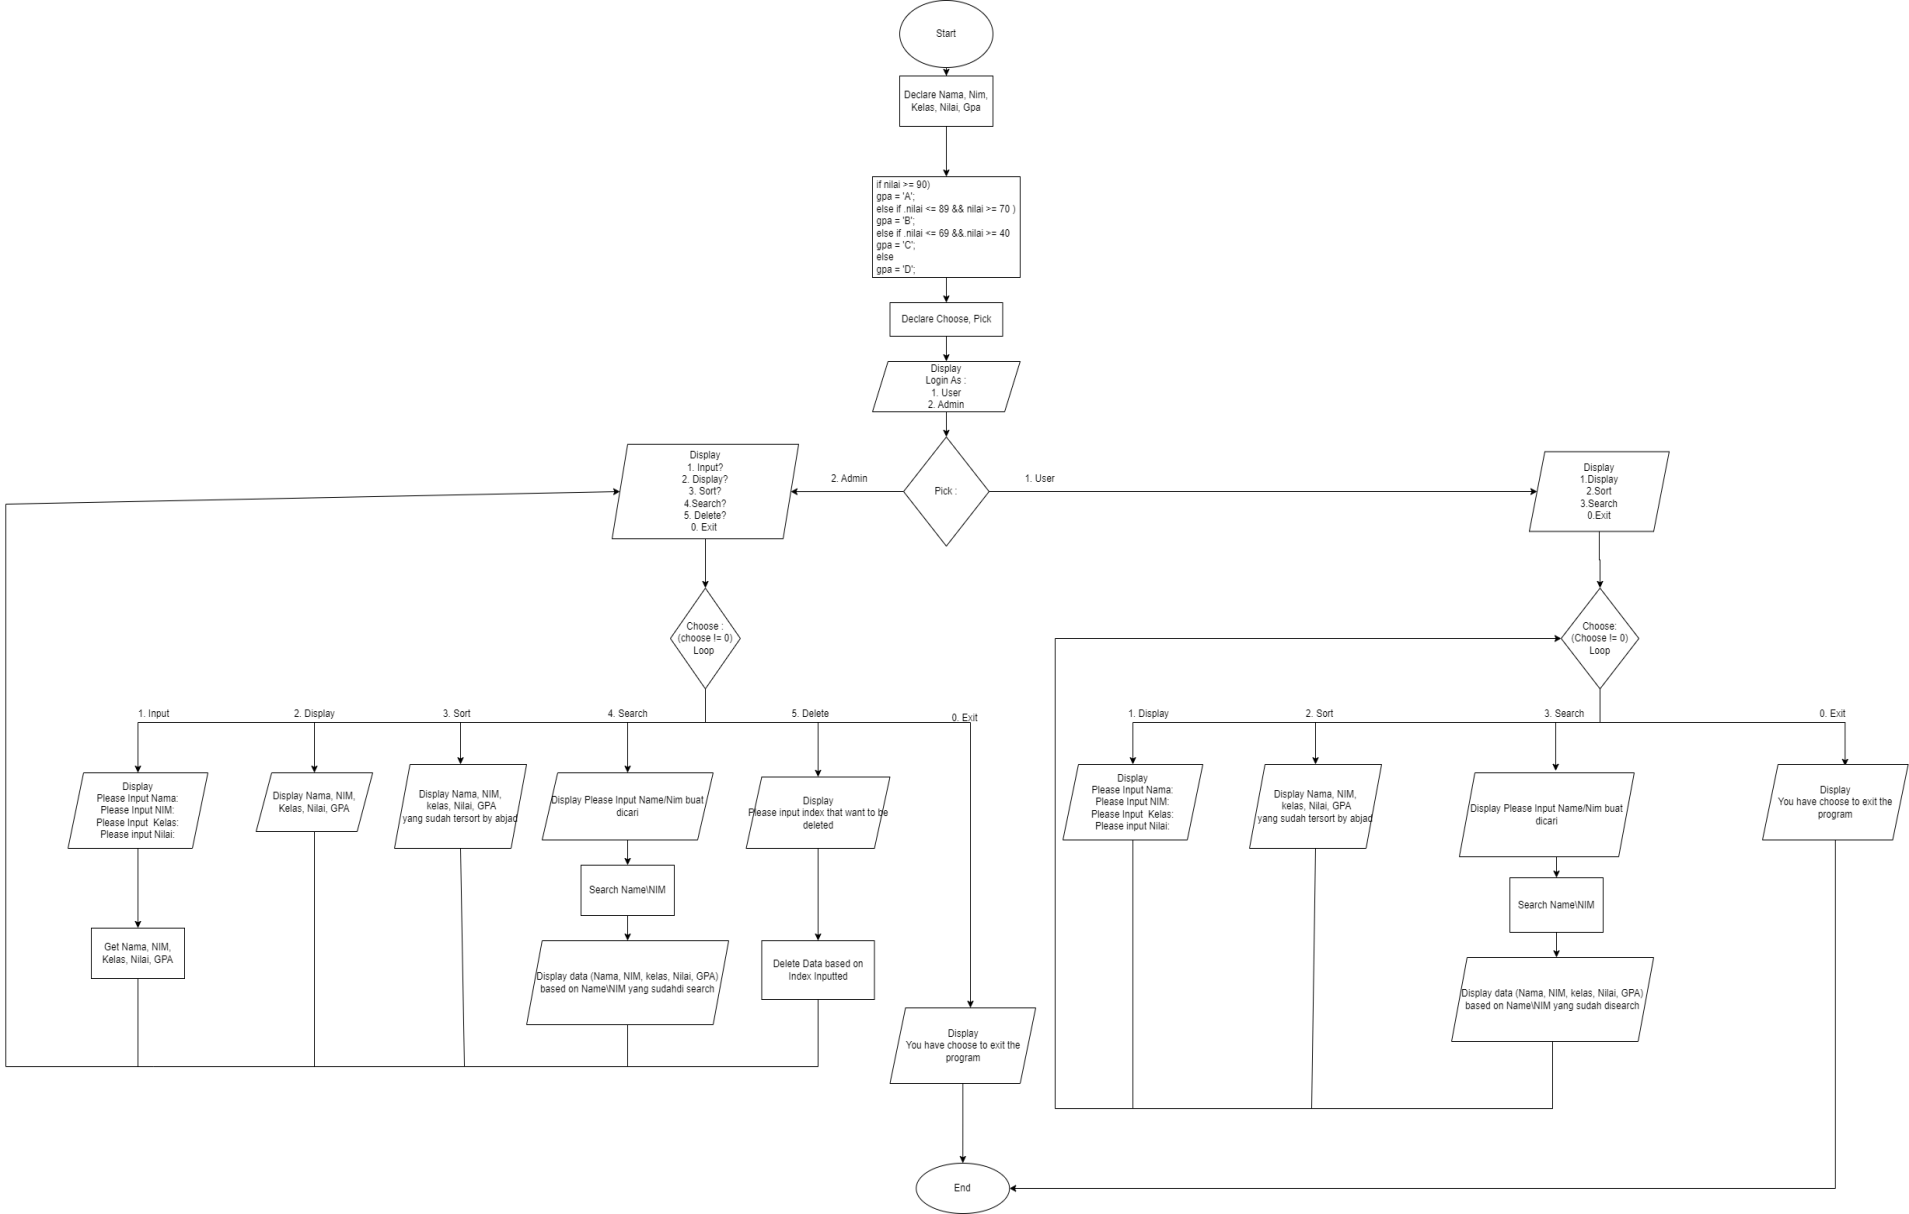 Start
Declare Nama, Nim,
Kelas, Nilai, Gpa
if nilai >= 90)
gpa = 'A';
else if .nilai <= 89 && nilai >= 70 )
gpa = 'B';
else if .nilai <= 69 &&.nilai >= 40
gpa = 'C';
else
gpa = 'D';
Declare Choose, Pick
Display
Login As :
1. User
2. Admin
Pick :
2. Admin
1. User
Display
1. Input?
2. Display?
3. Sort?
4.Search?
5. Delete?
0. Exit
Choose :
(choose != 0)
Loop
1. Input
2. Display
3. Sort
4. Search
5. Delete
0. Exit
Display
Please Input Nama:
Please Input NIM:
Please Input  Kelas:
Please input Nilai:
Get Nama, NIM,
Kelas, Nilai, GPA
Display Nama, NIM,
Kelas, Nilai, GPA
Display Nama, NIM,
kelas, Nilai, GPA
yang sudah tersort by abjad
Display Please Input Name/Nim buat
dicari
Search Name\NIM
Display data (Nama, NIM, kelas, Nilai, GPA)
based on Name\NIM yang sudahdi search
Display
Please input index that want to be
deleted
Delete Data based on
Index Inputted
Display
You have choose to exit the
program
Display
1.Display
2.Sort
3.Search
0.Exit
Choose:
(Choose != 0)
Loop
1. Display
2. Sort
3. Search
0. Exit
Display
Please Input Nama:
Please Input NIM:
Please Input  Kelas:
Please input Nilai:
Display Nama, NIM,
kelas, Nilai, GPA
yang sudah tersort by abjad
Display Please Input Name/Nim buat
dicari
Search Name\NIM
Display data (Nama, NIM, kelas, Nilai, GPA)
based on Name\NIM yang sudah disearch
Display
You have choose to exit the
program
End